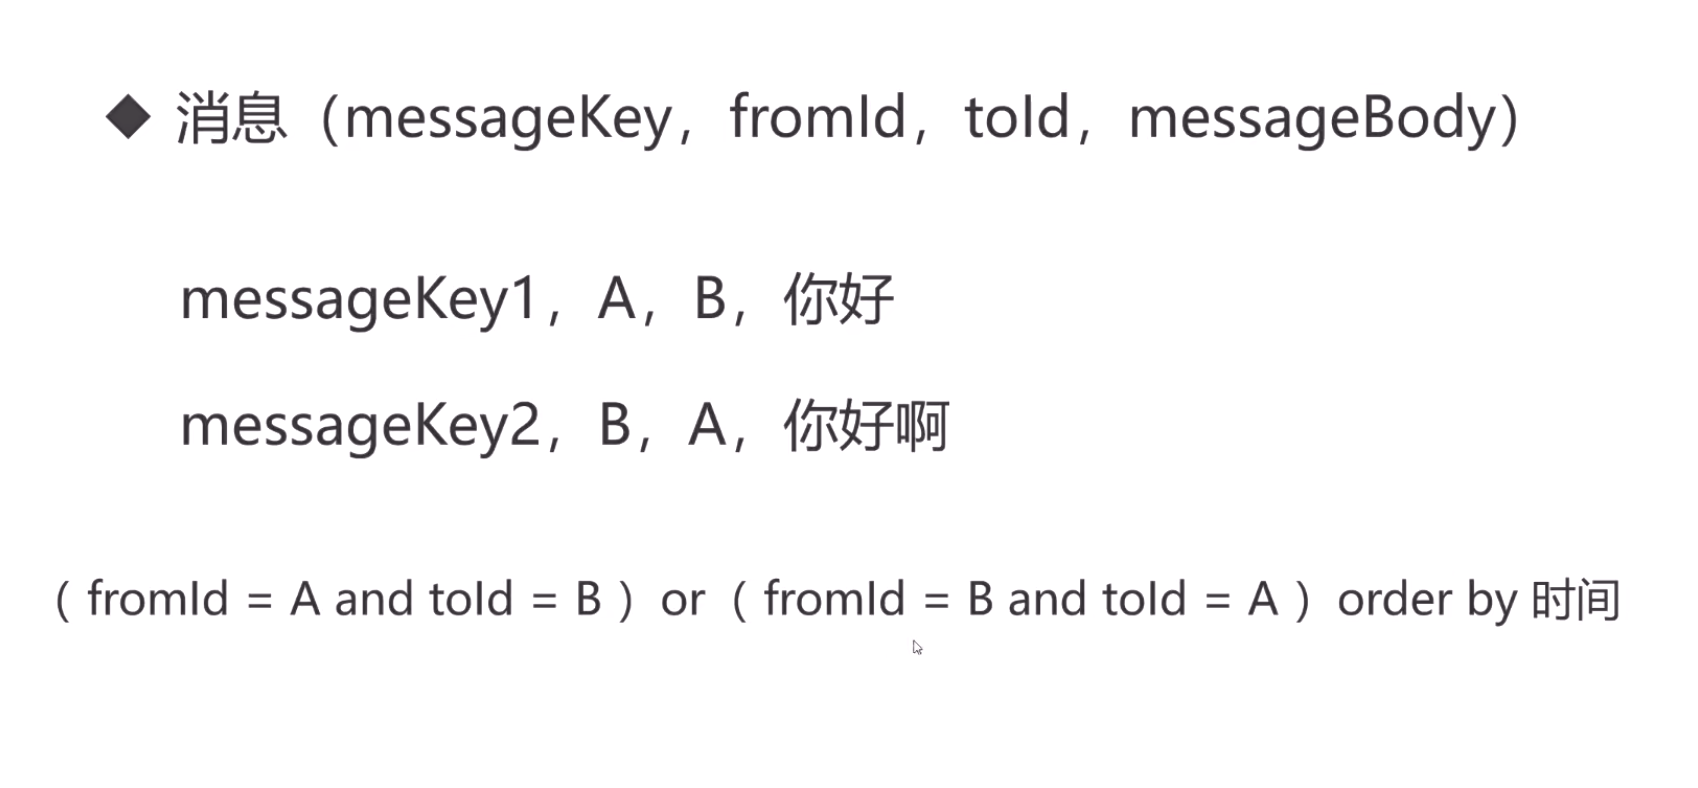 ◆ 消息（messageKey，fromId，toId，messageBody）
messageKey1，A，B，你好
messageKey2，B，A，你好啊
（ fromId = A and toId = B ）or（ fromId = B and toId = A ）order by 时间